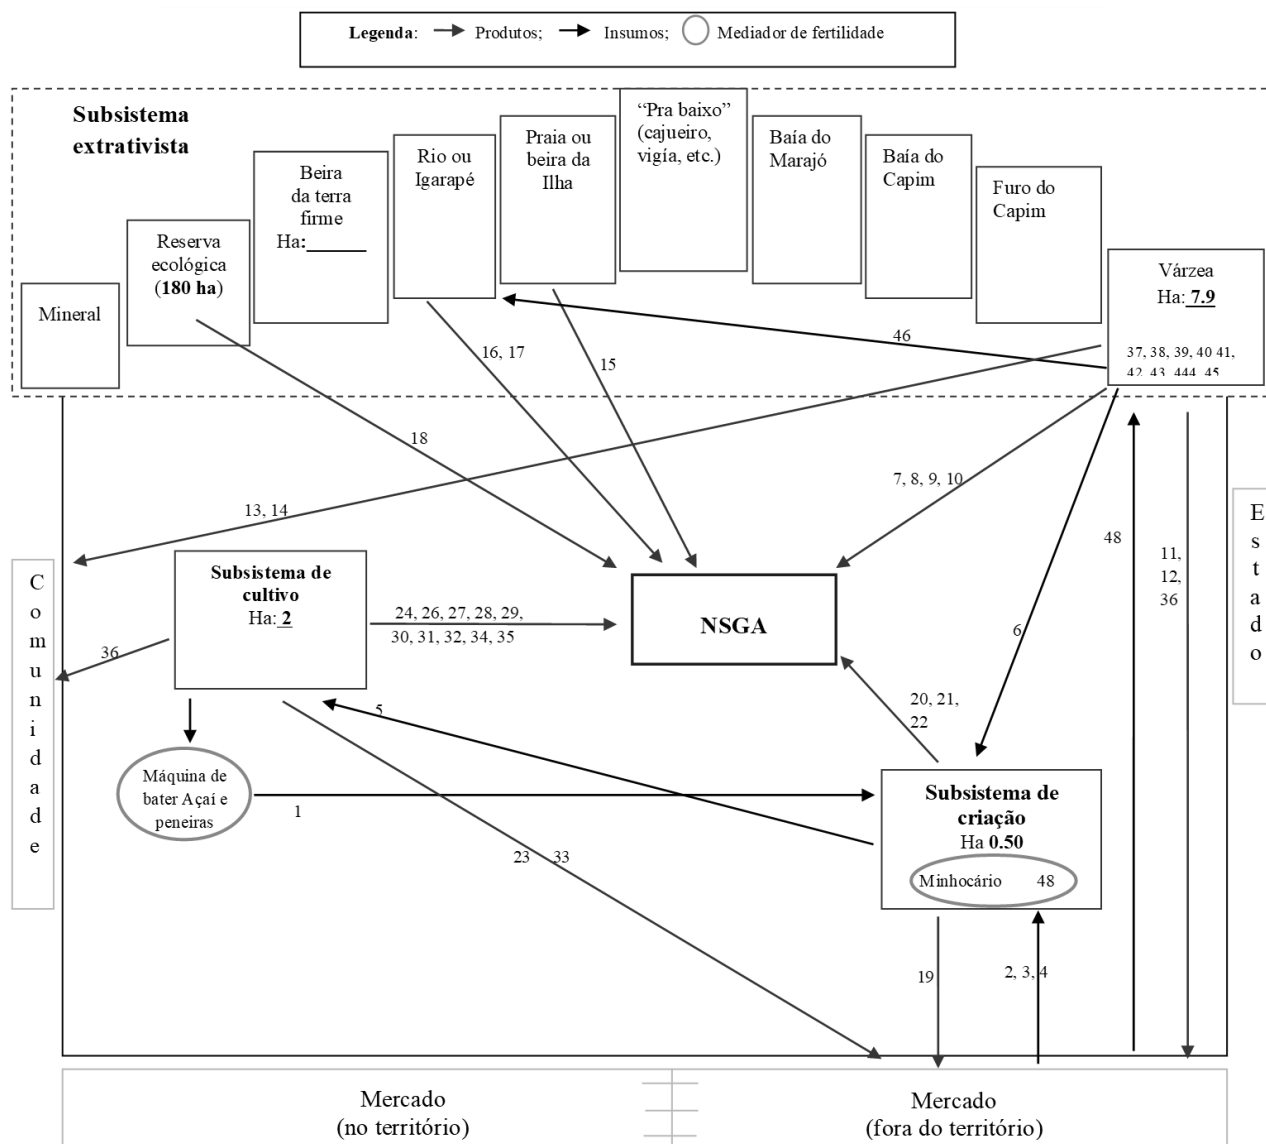 Legenda: Produtos; Insumos; Mediador de fertilidade
Subsistema
extrativista
Mineral
Reserva
ecológica
(180 ha)
Beira
da terra
firme
Ha:______
Rio ou
Igarapé
Praia ou
beira da
Ilha
“Pra baixo”
(cajueiro,
vigía, etc.)
Baía do
Marajó
Baía do
Capim
Furo do
Capim
Várzea
Ha: 7.9
37, 38, 39, 40 41,
42, 43, 444, 45
46
16, 17
15
18
7, 8, 9, 10
13, 14
48
11,
12,
36
6
Estado
Comunidade
Subsistema de
cultivo
Ha: 2
24, 26, 27, 28, 29,
30, 31, 32, 34, 35
NSGA
36
20, 21,
22
5
Máquina de
bater Açaí e
peneiras
1
23 33
Subsistema de
criação
Ha 0.50
Minhocário 48
19
2, 3, 4
Mercado
(no território)
Mercado
(fora do território)